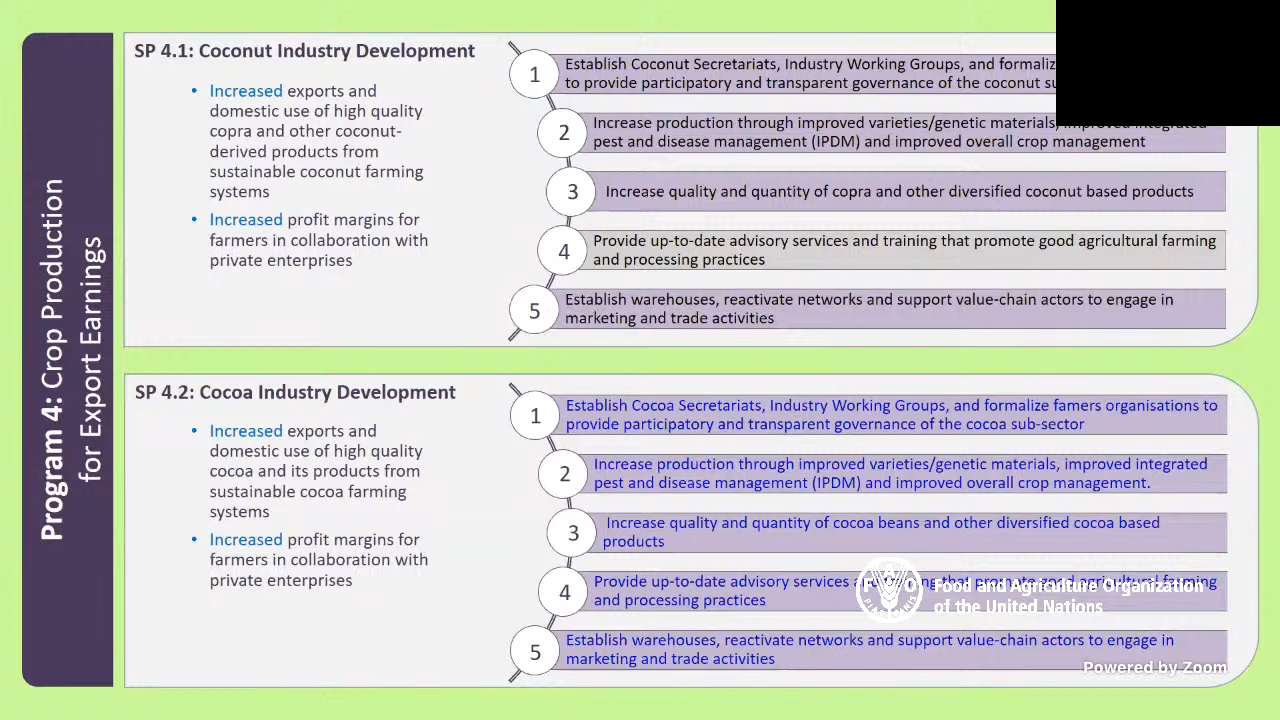 Program 4: Crop Production
for Export Earnings
SP 4.1: Coconut Industry Development
• Increased exports and
domestic use of high quality
copra and other coconut-
derived products from
sustainable coconut farming
systems
• Increased profit margins for
farmers in collaboration with
private enterprises
1
Establish Coconut Secretariats, Industry Working Groups, and formaliz
to provide participatory and transparent governance of the coconut su
2
Increase production through improved varieties/genetic materials, improved integrated
pest and disease management (IPDM) and improved overall crop management
3
Increase quality and quantity of copra and other diversified coconut based products
4
Provide up-to-date advisory services and training that promote good agricultural farming
and processing practices
5
Establish warehouses, reactivate networks and support value-chain actors to engage in
marketing and trade activities
SP 4.2: Cocoa Industry Development
• Increased exports and
domestic use of high quality
cocoa and its products from
sustainable cocoa farming
systems
• Increased profit margins for
farmers in collaboration with
private enterprises
1
Establish Cocoa Secretariats, Industry Working Groups, and formalize famers organisations to
provide participatory and transparent governance of the cocoa sub-sector
2
Increase production through improved varieties/genetic materials, improved integrated
pest and disease management (IPDM) and improved overall crop management.
3
Increase quality and quantity of cocoa beans and other diversified cocoa based
products
4
Provide up-to-date advisory services that promote good agricultural farming
and processing practices
5
Establish warehouses, reactivate networks and support value-chain actors to engage in
marketing and trade activities
Food and Agriculture Organization
of the United Nations
Powered by Zoom